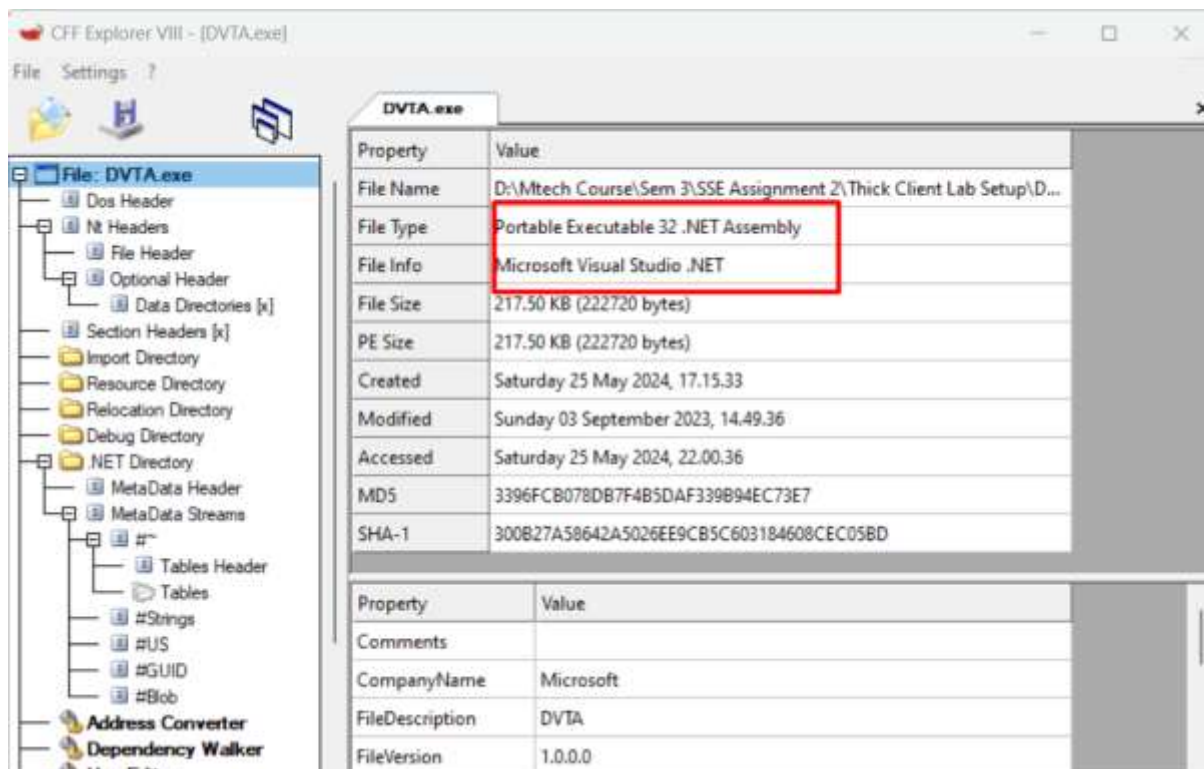 CFF Explorer VIII - [DVTA.exe]
File Settings ?
File: DVTA.exe
Dos Header
Nt Headers
File Header
Optional Header
Data Directories [x]
Section Headers [x]
Import Directory
Resource Directory
Relocation Directory
Debug Directory
.NET Directory
MetaData Header
MetaData Streams
#~
Tables Header
Tables
#Strings
#US
#GUID
#Blob
Address Converter
Dependency Walker
DVTA.exe
Property Value
File Name D:\Mtech Course\Sem 3\SSE Assignment 2\Thick Client Lab Setup\D...
File Type Portable Executable 32 .NET Assembly
File Info Microsoft Visual Studio .NET
File Size 217.50 KB (222720 bytes)
PE Size 217.50 KB (222720 bytes)
Created Saturday 25 May 2024, 17.15.33
Modified Sunday 03 September 2023, 14.49.36
Accessed Saturday 25 May 2024, 22.00.36
MD5 3396FCB078DB7F4B5DAF339B94EC73E7
SHA-1 300B27A58642A5026EE9CB5C603184608CEC05BD
Property Value
Comments
CompanyName Microsoft
FileDescription DVTA
FileVersion 1.0.0.0